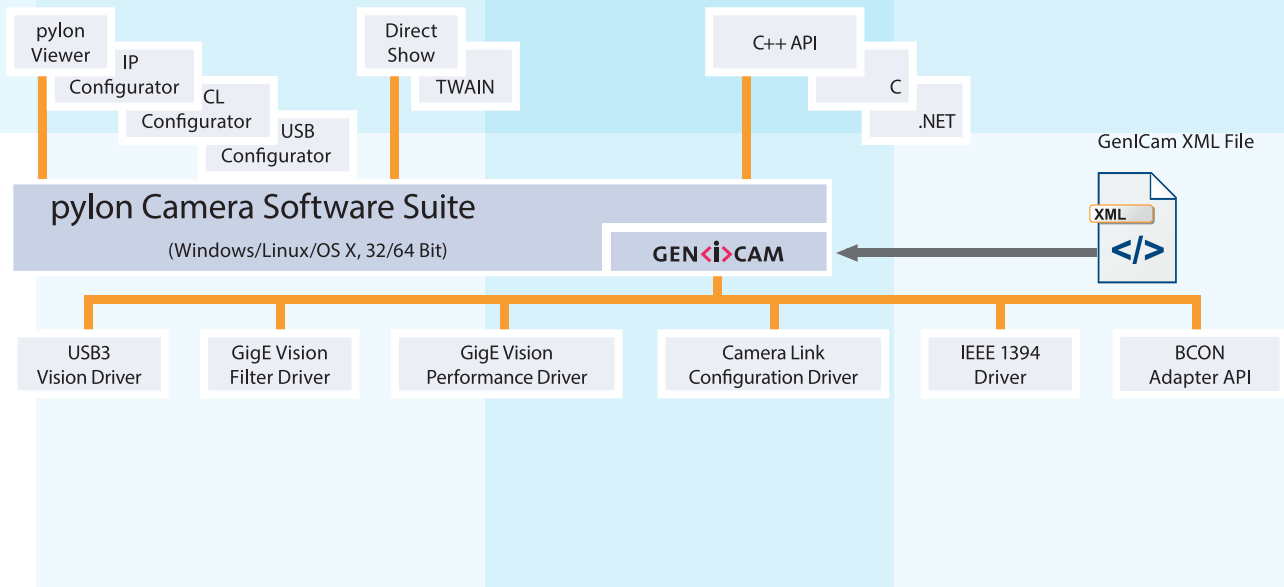 pylon
Viewer
IP
Configurator
CL
Configurator
USB
Configurator
Direct
Show
TWAIN
C++ API
C
.NET
GenICam XML File
XML
</>
pylon Camera Software Suite
(Windows/Linux/OS X, 32/64 Bit)
GEN<i>CAM
USB3
Vision Driver
GigE Vision
Filter Driver
GigE Vision
Performance Driver
Camera Link
Configuration Driver
IEEE 1394
Driver
BCON
Adapter API